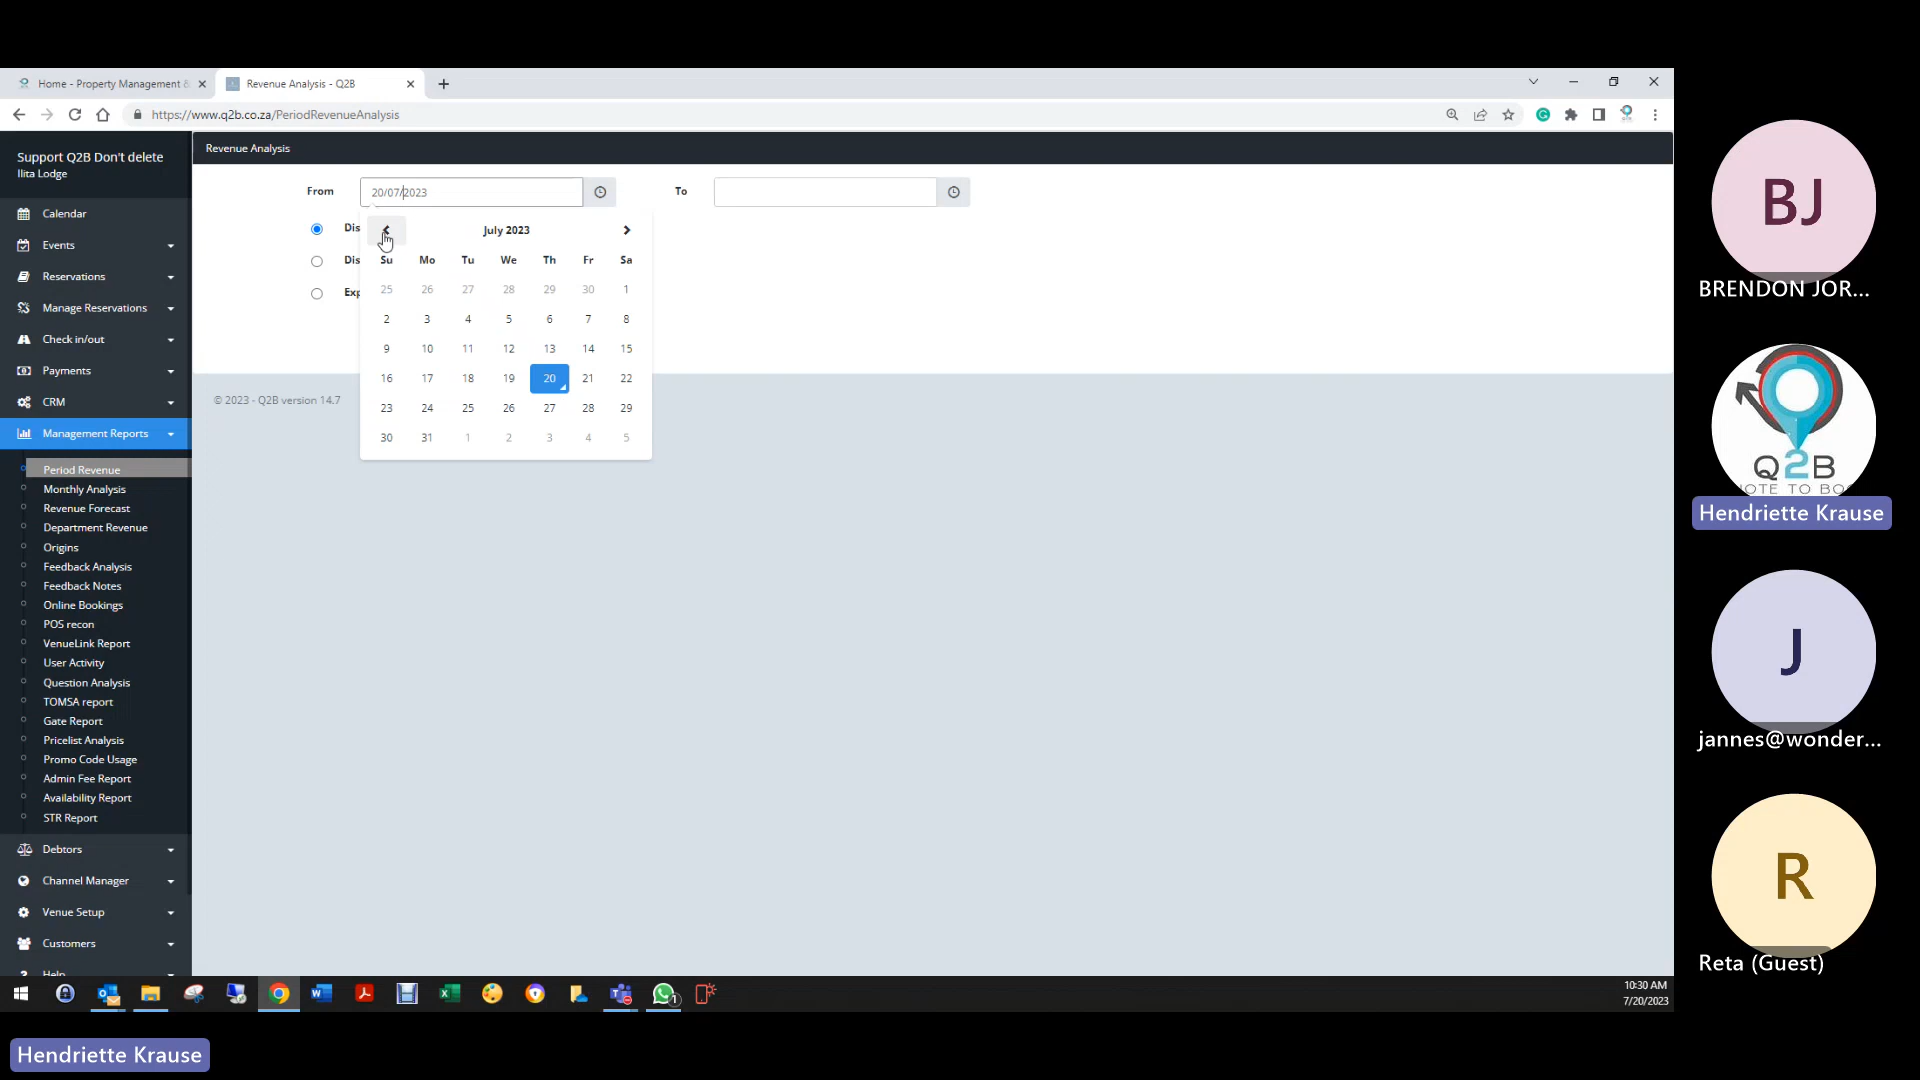 Home - Property Management &
Revenue Analysis - Q2B
https://www.q2b.co.za/PeriodRevenueAnalysis
Support Q2B Don't delete
Ilita Lodge
Calendar
Events
Reservations
Manage Reservations
Check in/out
Payments
CRM
Management Reports
Period Revenue
Monthly Analysis
Revenue Forecast
Department Revenue
Origins
Feedback Analysis
Feedback Notes
Online Bookings
POS recon
VenueLink Report
User Activity
Question Analysis
TOMSA report
Gate Report
Pricelist Analysis
Promo Code Usage
Admin Fee Report
Availability Report
STR Report
Debtors
Channel Manager
Venue Setup
Customers
Help
Revenue Analysis
From
20/07/2023
To
Dis
Dis
Exp
July 2023
Su Mo Tu We Th Fr Sa
25 26 27 28 29 30 1
2 3 4 5 6 7 8
9 10 11 12 13 14 15
16 17 18 19 20 21 22
23 24 25 26 27 28 29
30 31 1 2 3 4 5
© 2023 - Q2B version 14.7
10:30 AM
7/20/2023
BJ
BRENDON JOR...
Q2B
OTE TO BO
Hendriette Krause
J
jannes@wonder...
R
Reta (Guest)
Hendriette Krause